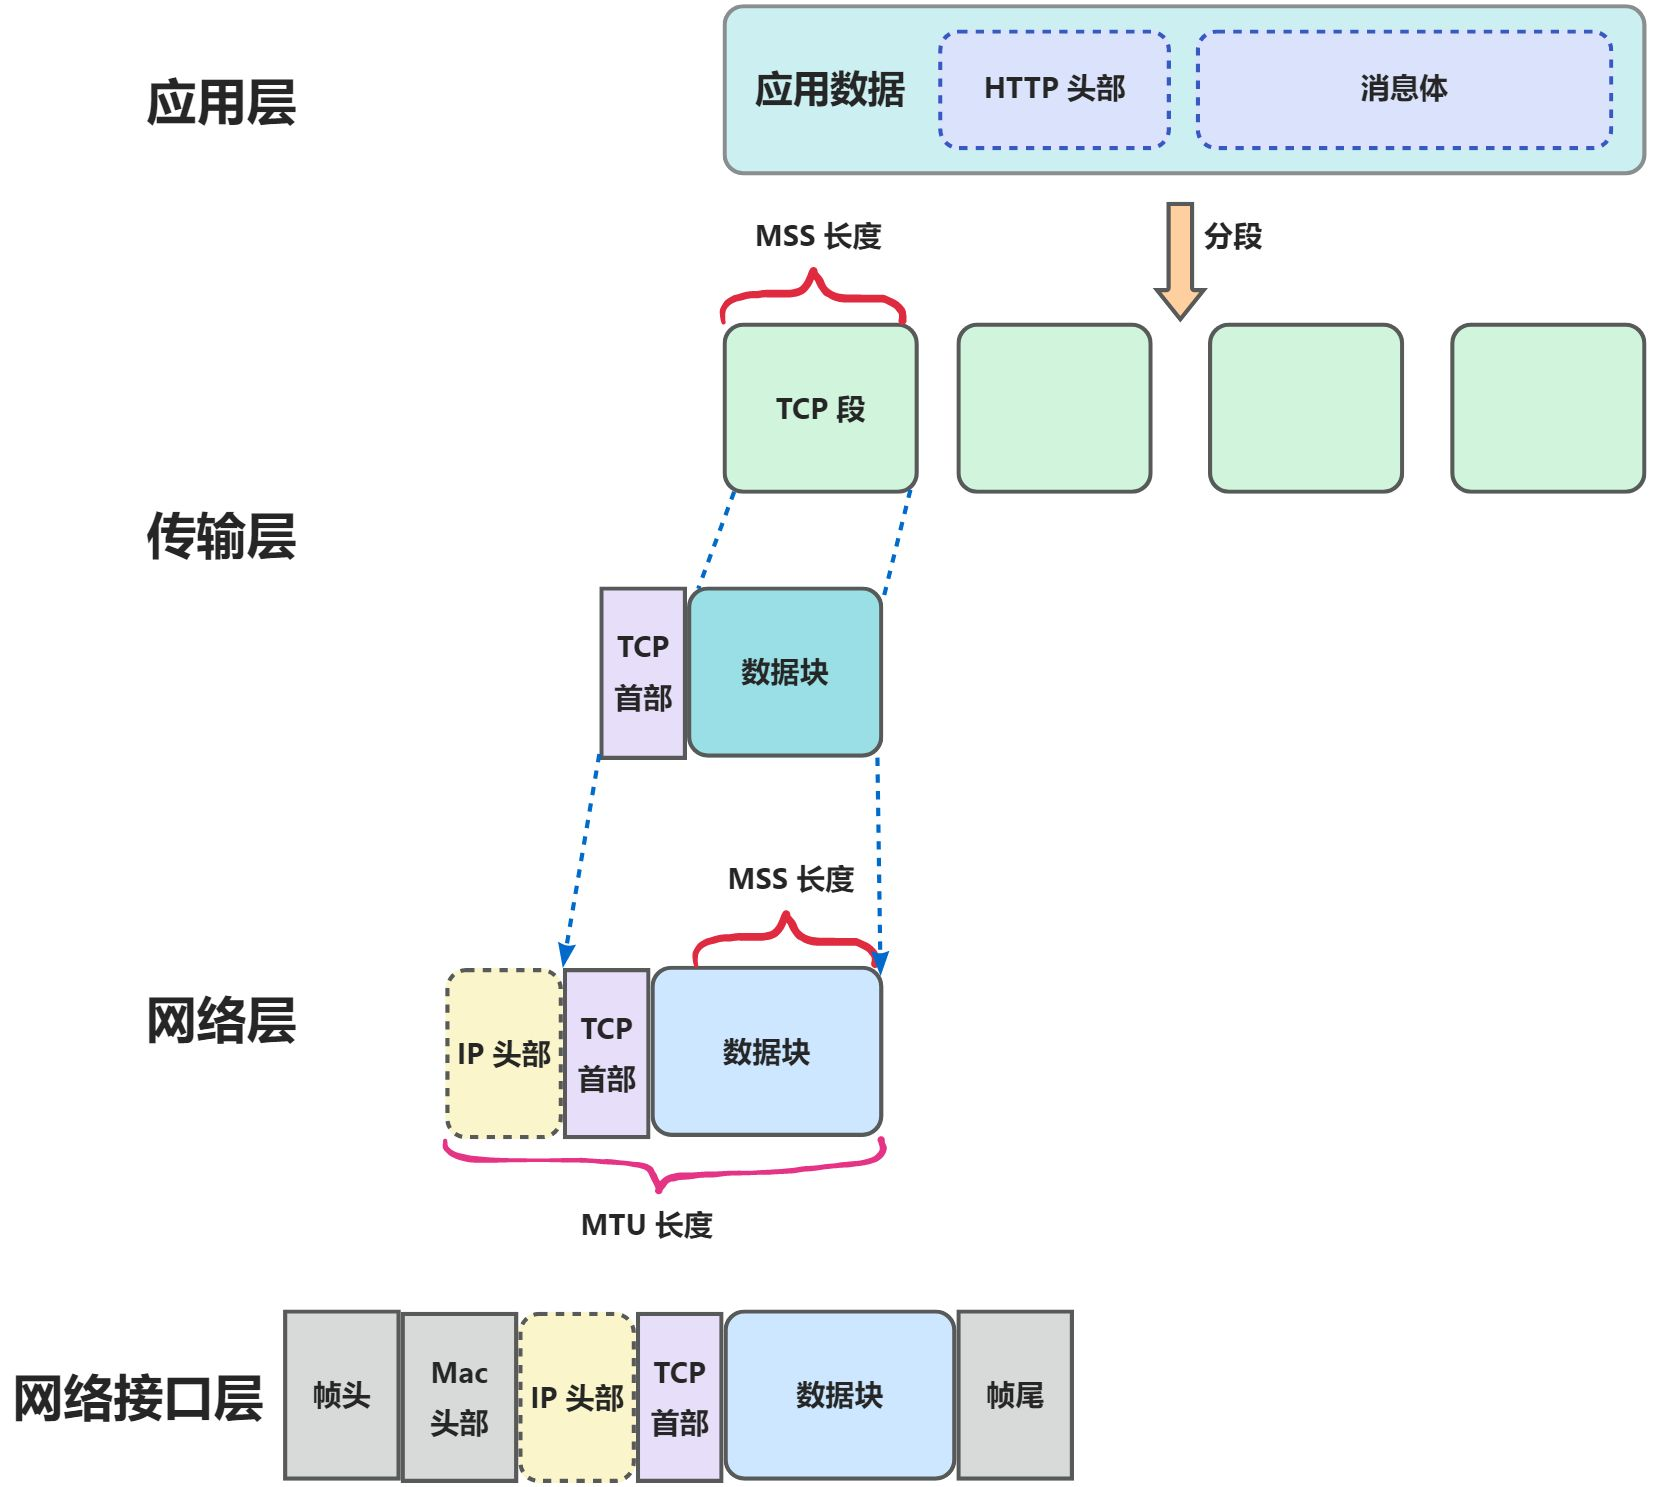 应用层
应用数据
HTTP 头部
消息体
MSS 长度
分段
TCP 段
传输层
TCP
首部
数据块
MSS 长度
网络层
IP 头部
TCP
首部
数据块
MTU 长度
网络接口层
帧头
Mac
头部
IP 头部
TCP
首部
数据块
帧尾